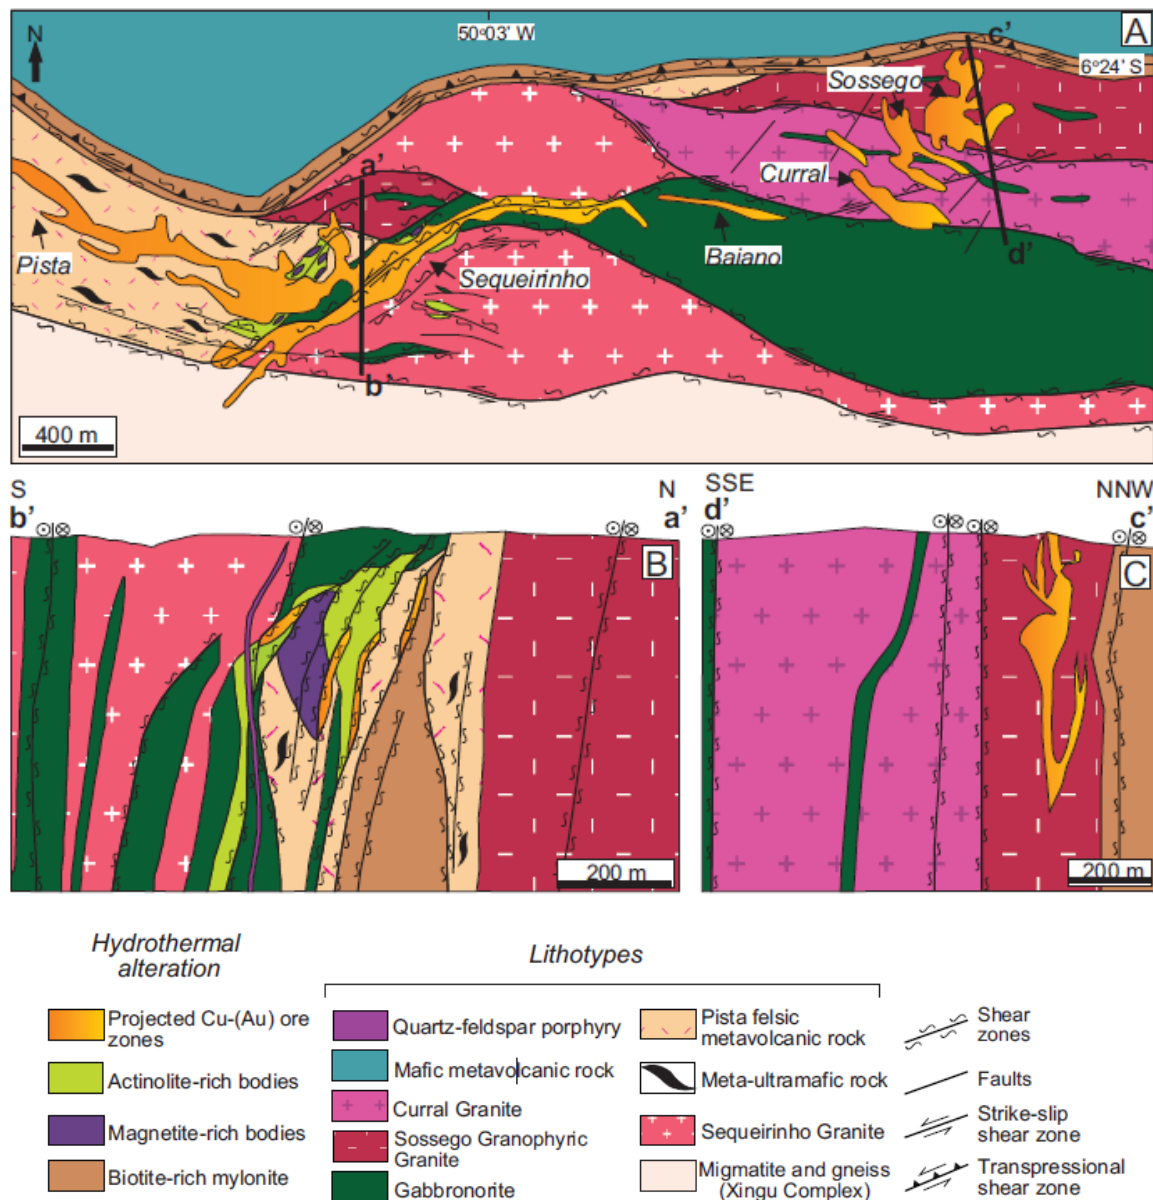 A
N
50°03' W
c'
6°24' S
Sossego
a'
Curral
Pista
Sequeirinho
Baiano
d'
b'
400 m
S
N
b'
a'
B
200 m
SSE
NNW
d'
c'
C
200 m
Hydrothermal
alteration
Projected Cu-(Au) ore
zones
Actinolite-rich bodies
Magnetite-rich bodies
Biotite-rich mylonite
Lithotypes
Quartz-feldspar porphyry
Mafic metavolcanic rock
Curral Granite
Sossego Granophyric
Granite
Gabbronorite
Pista felsic
metavolcanic rock
Meta-ultramafic rock
Sequeirinho Granite
Migmatite and gneiss
(Xingu Complex)
Shear
zones
Faults
Strike-slip
shear zone
Transpressional
shear zone